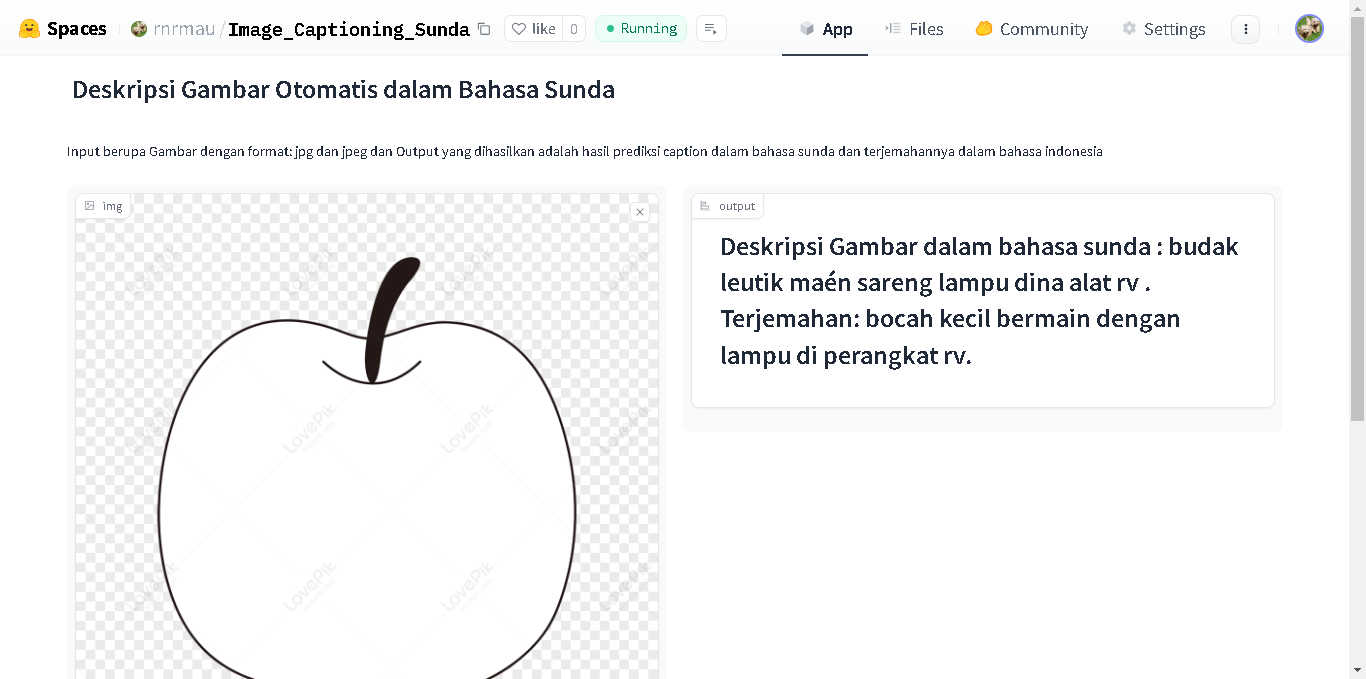 Spaces rnrmau / Image_Captioning_Sunda like 0 Running App Files Community Settings
Deskripsi Gambar Otomatis dalam Bahasa Sunda
Input berupa Gambar dengan format: jpg dan jpeg dan Output yang dihasilkan adalah hasil prediksi caption dalam bahasa sunda dan terjemahannya dalam bahasa indonesia
img
output
Deskripsi Gambar dalam bahasa sunda : budak
leutik maén sareng lampu dina alat rv .
Terjemahan: bocah kecil bermain dengan
lampu di perangkat rv.
LovePik
LovePik
LovePik
LovePik
LovePik
LovePik